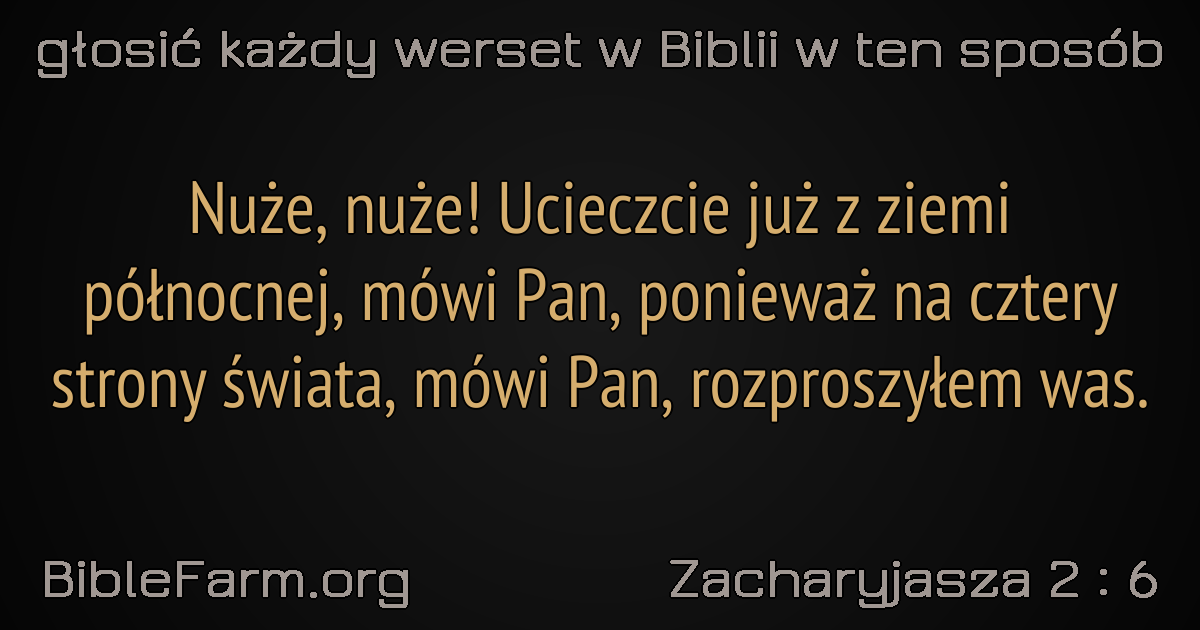 głosić każdy werset w Biblii w ten sposób
Nuże, nuże! Ucieczcie już z ziemi
północnej, mówi Pan, ponieważ na cztery
strony świata, mówi Pan, rozproszyłem was.
BibleFarm.org
Zacharyjasza 2 : 6